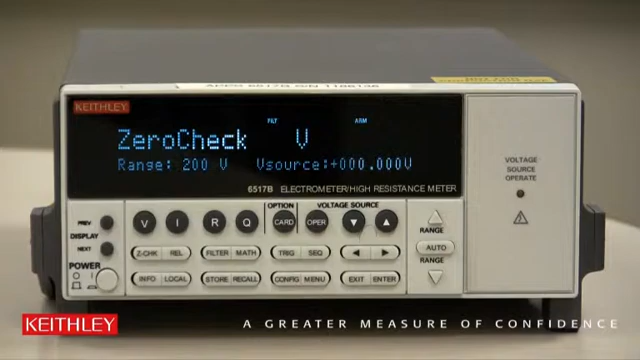 KEITHLEY
FILT ARM
ZeroCheck V
Range: 200 V Vsource:+000.000V
6517B ELECTROMETER/HIGH RESISTANCE METER
VOLTAGE
SOURCE
OPERATE
OPTION VOLTAGE SOURCE
PREV
DISPLAY
NEXT
V I R Q CARD OPER
RANGE
AUTO
RANGE
Z-CHK REL FILTER MATH TRIG SEQ
POWER
INFO LOCAL STORE RECALL CONFIG MENU EXIT ENTER
KEITHLEY
A GREATER MEASURE OF CONFIDENCE